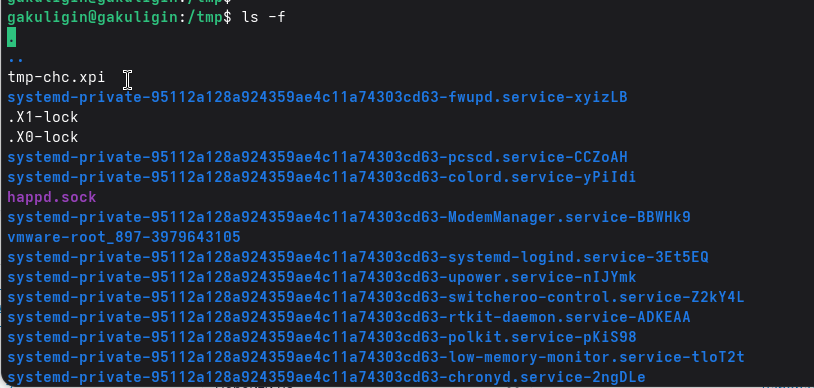 gakuligin@gakuligin:/tmp$ ls -f
.
..
tmp-chc.xpi
systemd-private-95112a128a924359ae4c11a74303cd63-fwupd.service-xyizLB
.X1-lock
.X0-lock
systemd-private-95112a128a924359ae4c11a74303cd63-pcscd.service-CCZoAH
systemd-private-95112a128a924359ae4c11a74303cd63-colord.service-yPiIdi
happd.sock
systemd-private-95112a128a924359ae4c11a74303cd63-ModemManager.service-BBWHk9
vmware-root_897-3979643105
systemd-private-95112a128a924359ae4c11a74303cd63-systemd-logind.service-3Et5EQ
systemd-private-95112a128a924359ae4c11a74303cd63-upower.service-nIJYmk
systemd-private-95112a128a924359ae4c11a74303cd63-switcheroo-control.service-Z2kY4L
systemd-private-95112a128a924359ae4c11a74303cd63-rtkit-daemon.service-ADKEAA
systemd-private-95112a128a924359ae4c11a74303cd63-polkit.service-pKiS98
systemd-private-95112a128a924359ae4c11a74303cd63-low-memory-monitor.service-tloT2t
systemd-private-95112a128a924359ae4c11a74303cd63-chronyd.service-2ngDLe